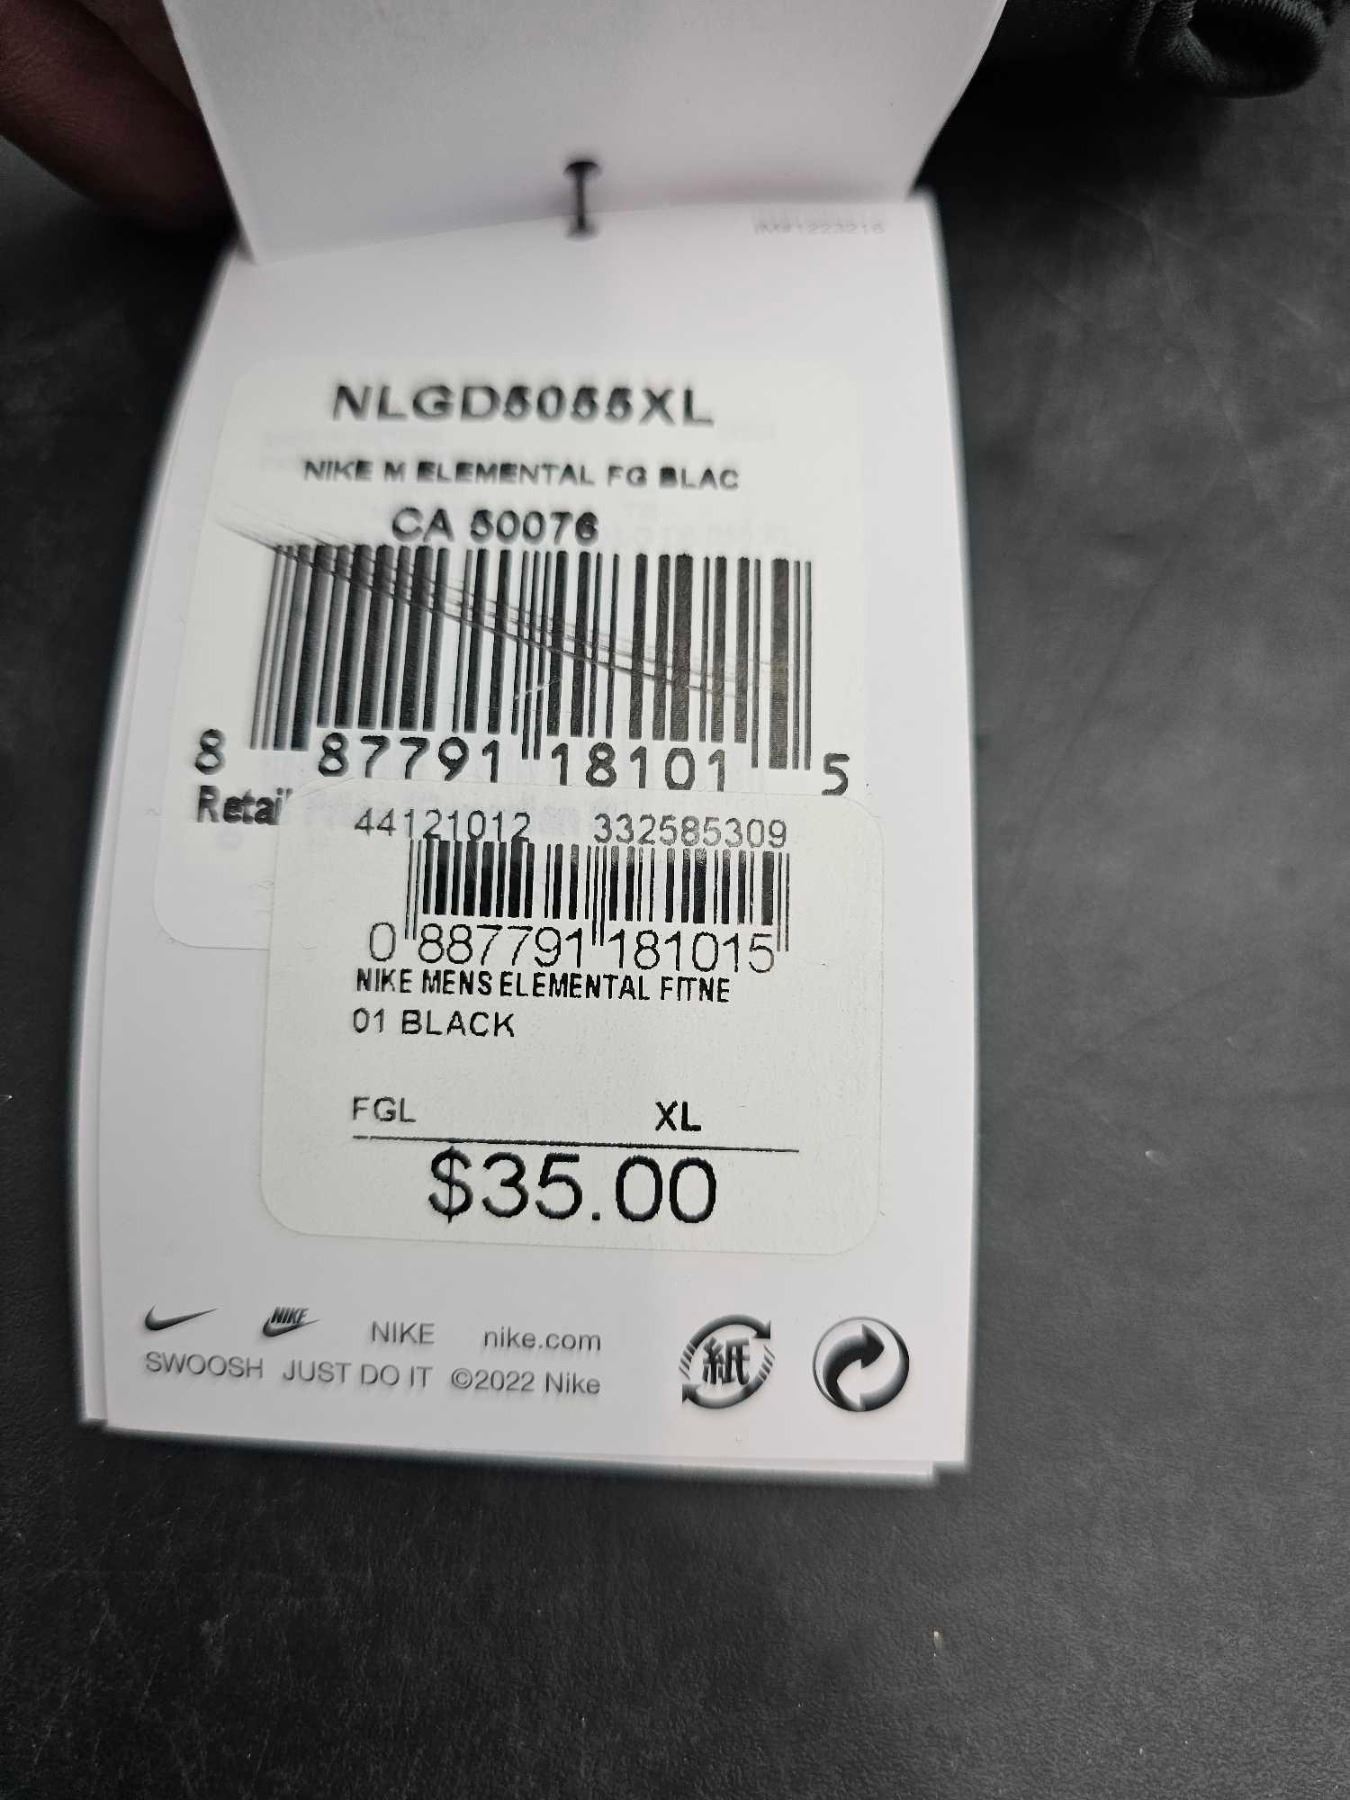 NLGD5055XL
NIKE M ELEMENTAL FG BLAC
CA 50076
8 87791 18101 5
Retail
44121012 332585309
0 887791 181015
NIKE MENS ELEMENTAL FITNE
01 BLACK
FGL XL
$35.00
NIKE
NIKE nike.com
SWOOSH JUST DO IT ©2022 Nike
紙